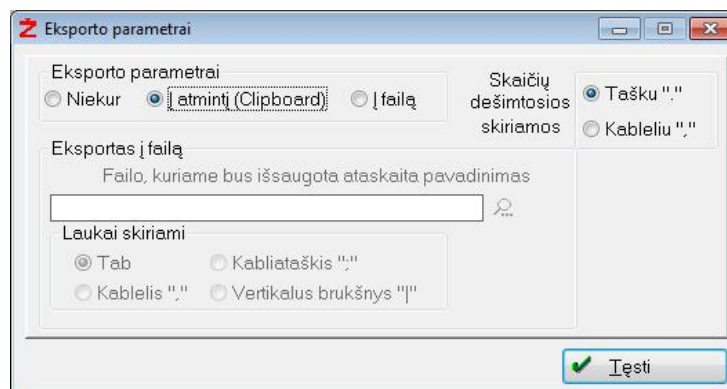 Ž Eksporto parametrai
Eksporto parametrai
Niekur Į atmintį (Clipboard) Į failą
Skaičių
dešimtosios
skiriamos
Tašku "."
Kableliu ","
Eksportas į failą
Failo, kuriame bus išsaugota ataskaita pavadinimas
Laukai skiriami
Tab Kabliataškis ";"
Kablelis "," Vertikalus brukšnys "|"
Tęsti